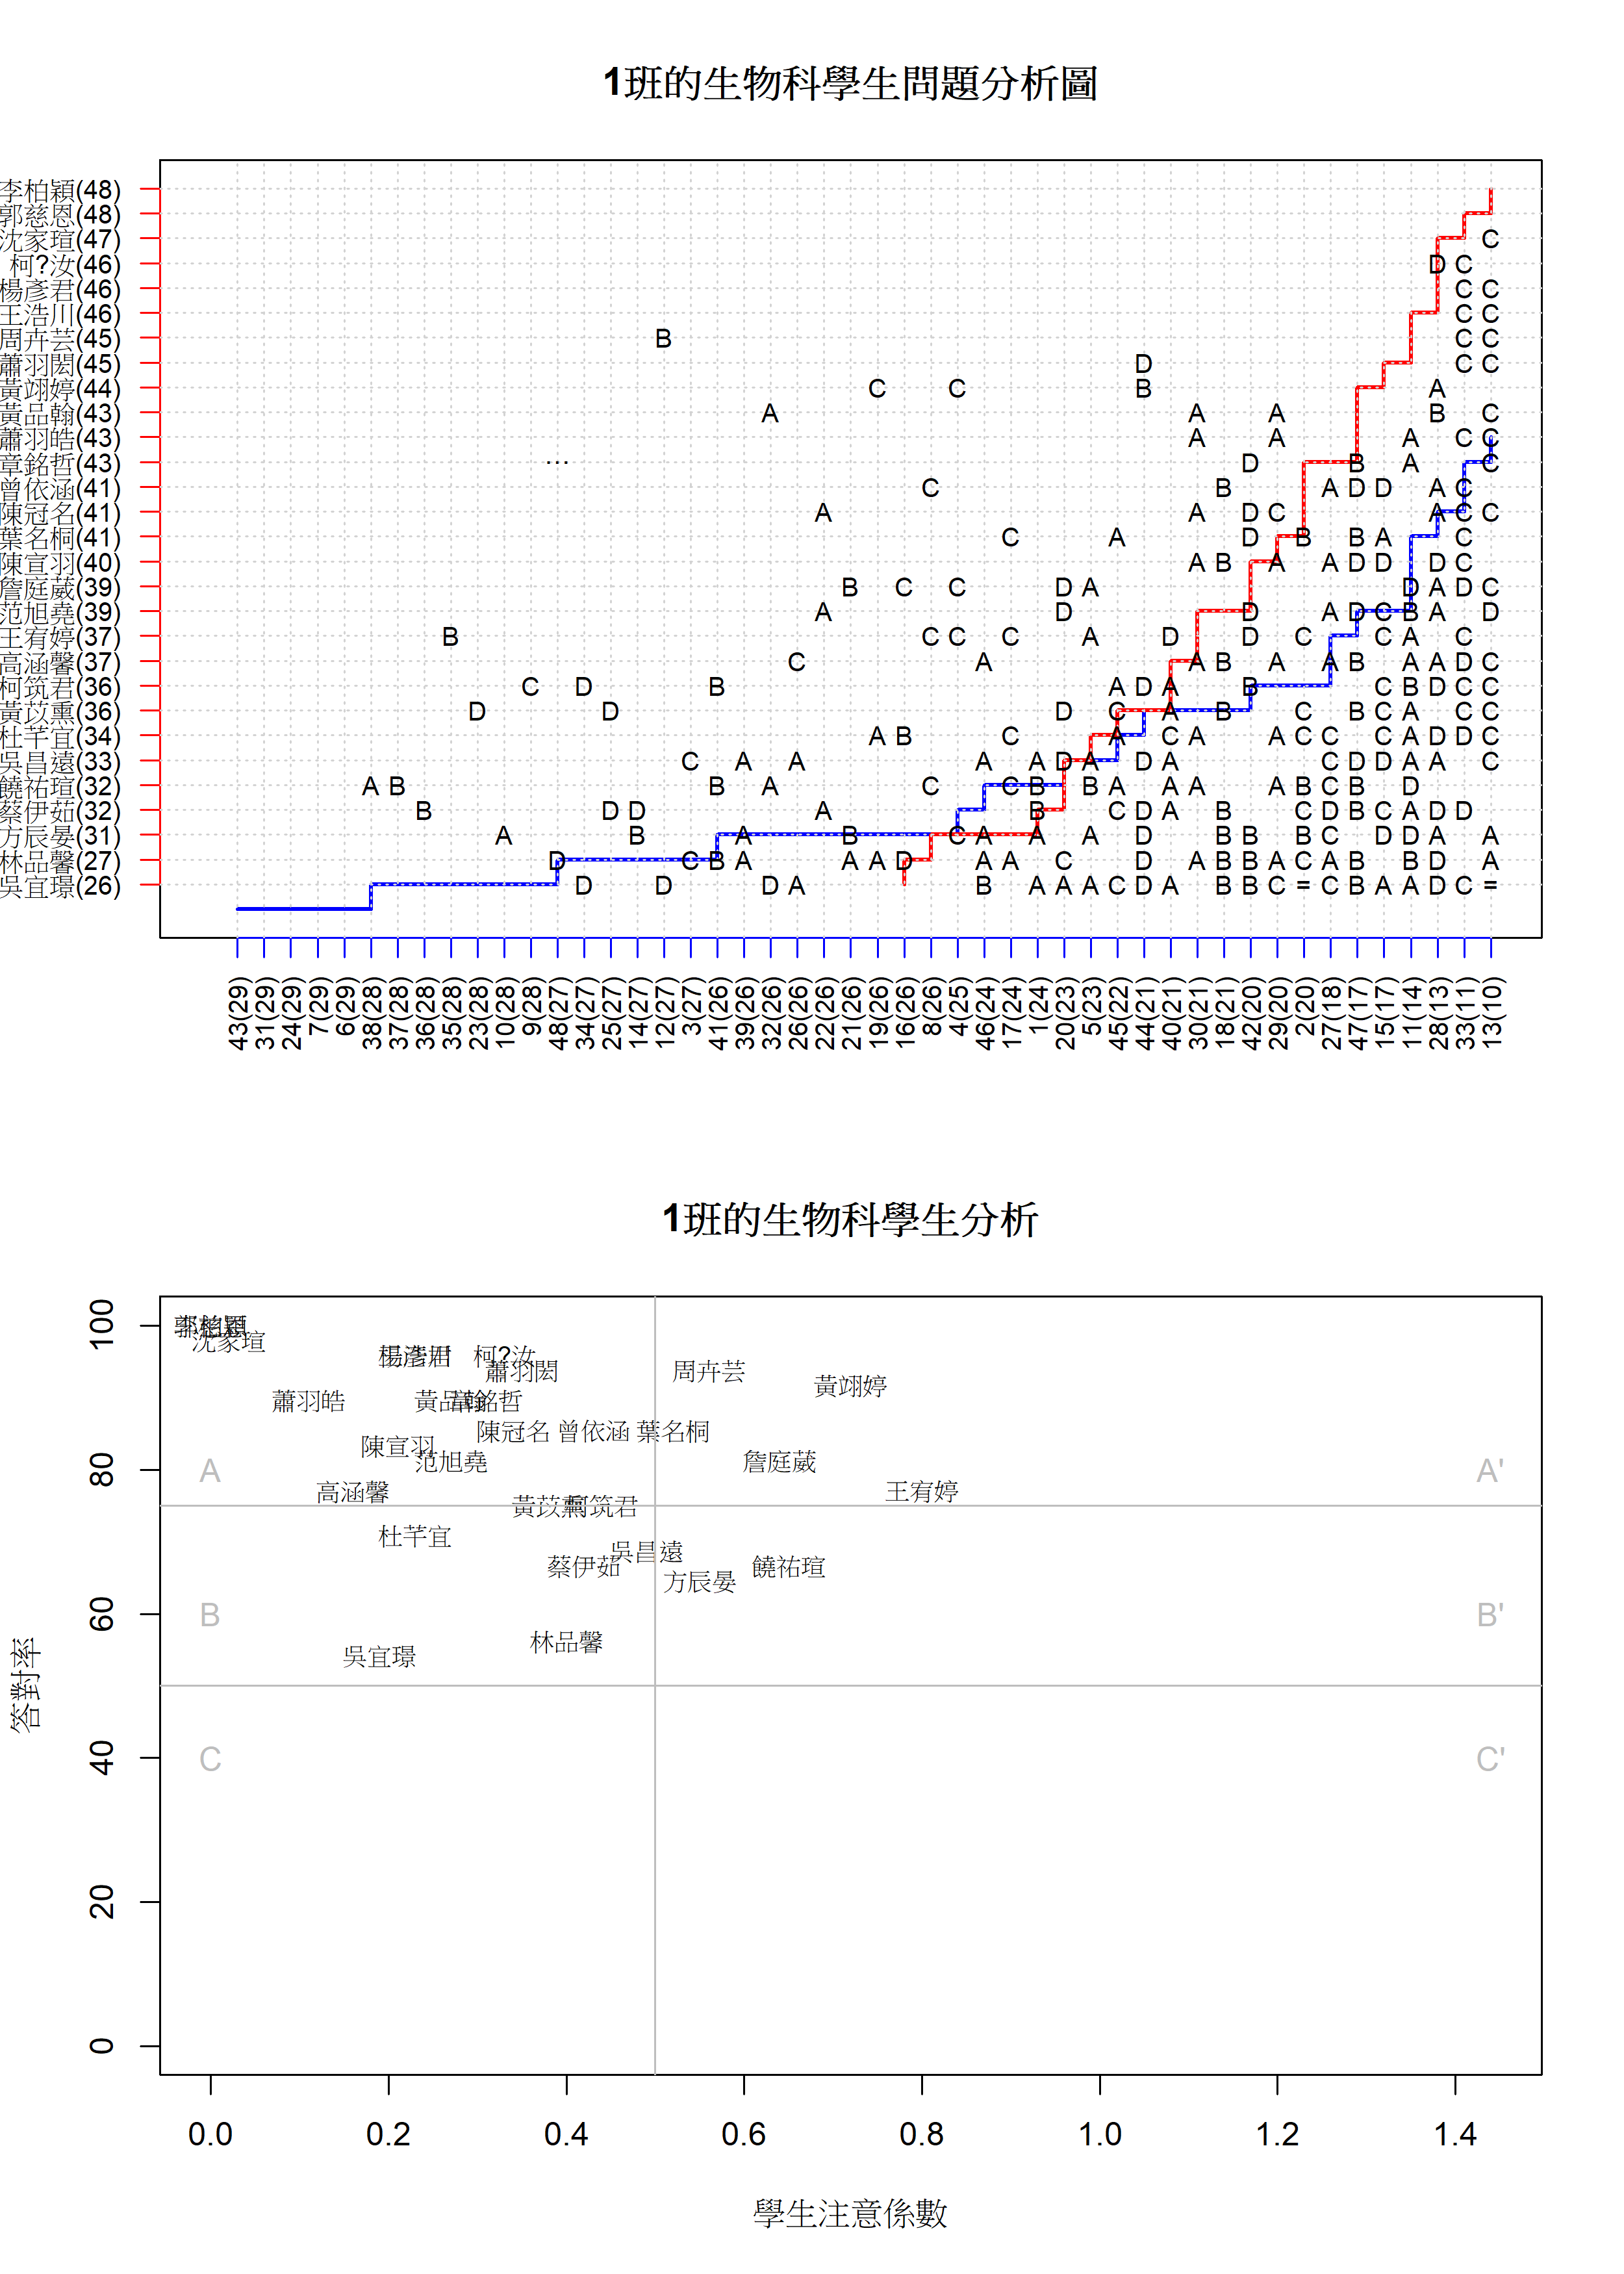 1班的生物科學生問題分析圖
李柏穎(48)
郭慈恩(48)
沈家瑄(47) C
柯?汝(46) D C
楊彥君(46) C C
王浩川(46) C C
周卉芸(45) B C C
蕭羽閎(45) D C C
黃翊婷(44) C C B A
黃品翰(43) A A A B C
蕭羽皓(43) A A A C C
章銘哲(43) ... D B A C
曾依涵(41) C B A D D A C
陳冠名(41) A A D C A C C
葉名桐(41) C A D B B A C
陳宣羽(40) A B A A D D D C
詹庭葳(39) B C C D A D A D C
范旭堯(39) A D D A D C B A D
王宥婷(37) B C C C A D D C C A C
高涵馨(37) C A A B A A B A A D C
柯筑君(36) C D B A D A B C B D C C
黃苡熏(36) D D D C A B C B C A C C
杜芊宜(34) A B C A C A A C C C A D D C
吳昌遠(33) C A A A A D A D A C D D A A C
饒祐瑄(32) A B B A C C B B A A A A B C B D
蔡伊茹(32) B D D A B C D A B C D B C A D D
方辰晏(31) A B A B C A A A D B B B C D D A A
林品馨(27) D C B A A A D A A C D A B B A C A B B D A
吳宜璟(26) D D D A B A A A C D A B B C = C B A A D C =
43(29) 31(29) 24(29) 7(29) 6(29) 38(28) 37(28) 36(28) 35(28) 23(28) 10(28) 9(28) 48(27) 34(27) 25(27) 14(27) 12(27) 3(27) 41(26) 39(26) 32(26) 26(26) 22(26) 21(26) 19(26) 16(26) 8(26) 4(25) 46(24) 17(24) 1(24) 20(23) 5(23) 45(22) 44(21) 40(21) 30(21) 18(21) 42(20) 29(20) 2(20) 27(18) 47(17) 15(17) 11(14) 28(13) 33(11) 13(10)
1班的生物科學生分析
100
沈家瑄
楊彥君 柯?汝
蕭羽閎 周卉芸
黃翊婷
蕭羽皓 黃品翰 章銘哲
陳冠名 曾依涵 葉名桐
陳宣羽
范旭堯 詹庭葳
80 A A'
高涵馨 王宥婷
黃苡熏 柯筑君
杜芊宜
吳昌遠
蔡伊茹 饒祐瑄
方辰晏
60 B B'
林品馨
吳宜璟
答對率
40 C C'
20
0
0.0 0.2 0.4 0.6 0.8 1.0 1.2 1.4
學生注意係數